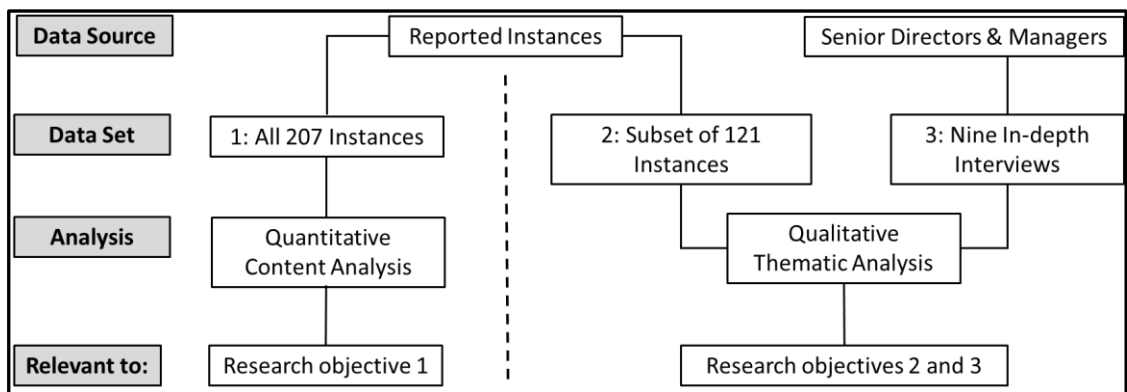 Data Source
Reported Instances
Senior Directors & Managers
Data Set
1: All 207 Instances
2: Subset of 121
Instances
3: Nine In-depth
Interviews
Analysis
Quantitative
Content Analysis
Qualitative
Thematic Analysis
Relevant to:
Research objective 1
Research objectives 2 and 3